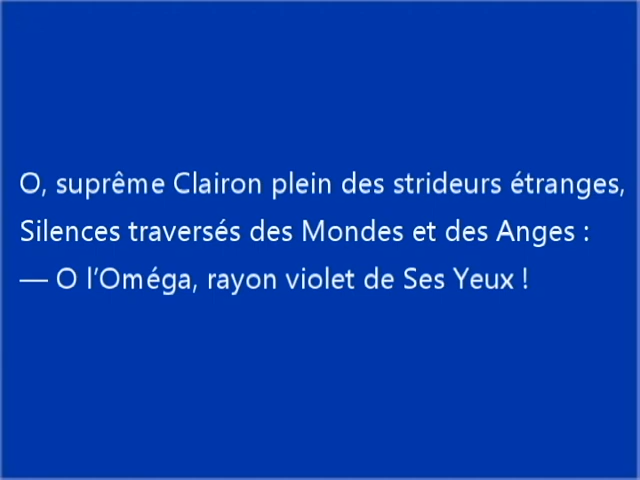 O, suprême Clairon plein des strideurs étranges,
Silences traversés des Mondes et des Anges :
— O l’Oméga, rayon violet de Ses Yeux !